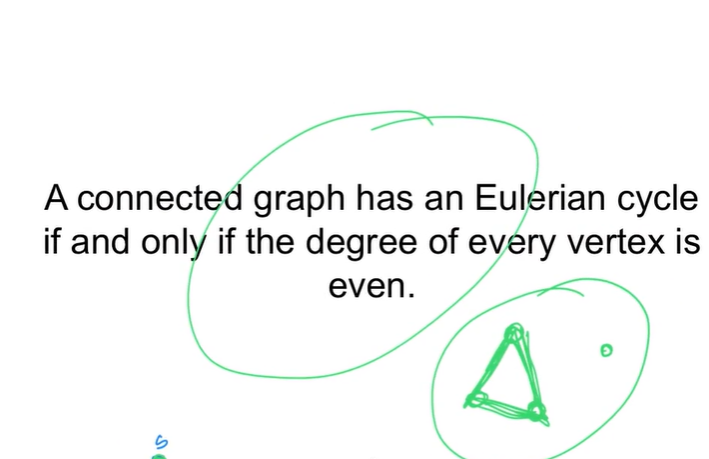 A connected graph has an Eulerian cycle
if and only if the degree of every vertex is
even.
s